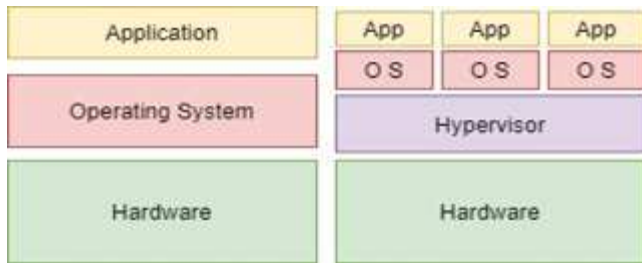 Application
Operating System
Hardware
App App App
O S O S O S
Hypervisor
Hardware